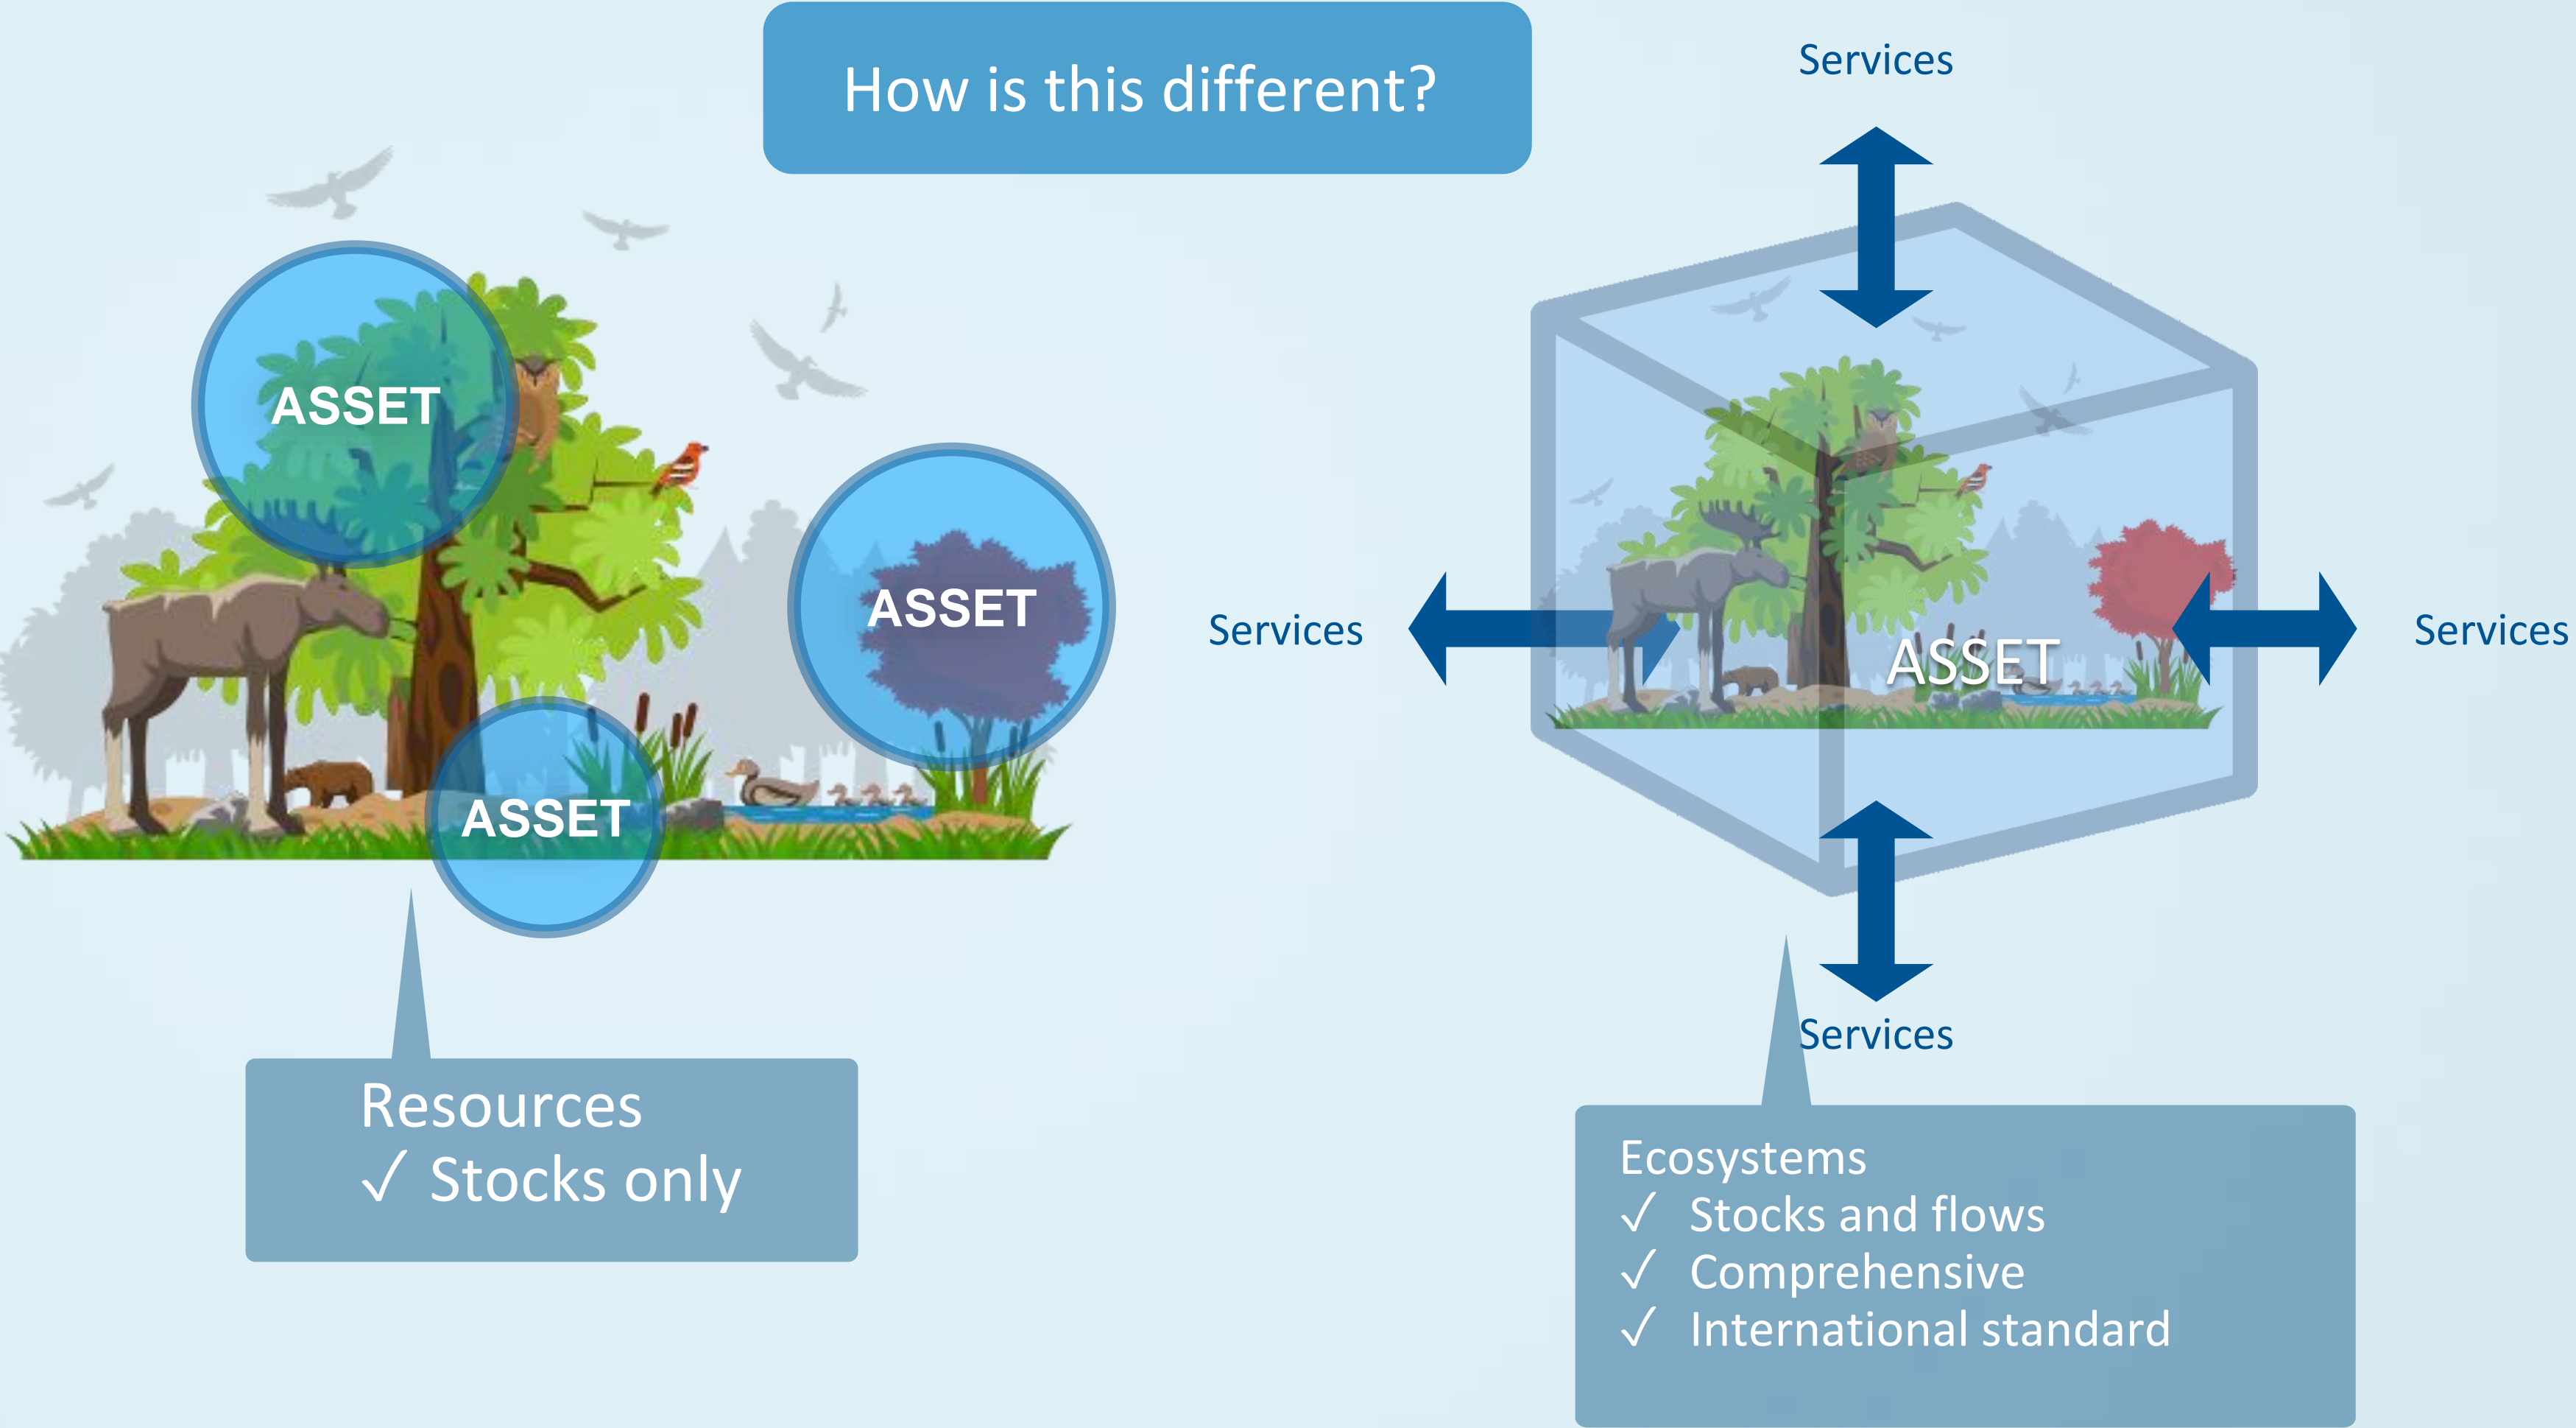 How is this different?
ASSET
ASSET
ASSET
Resources
✓ Stocks only
Services
Services
ASSET
Services
Services
Ecosystems
✓ Stocks and flows
✓ Comprehensive
✓ International standard